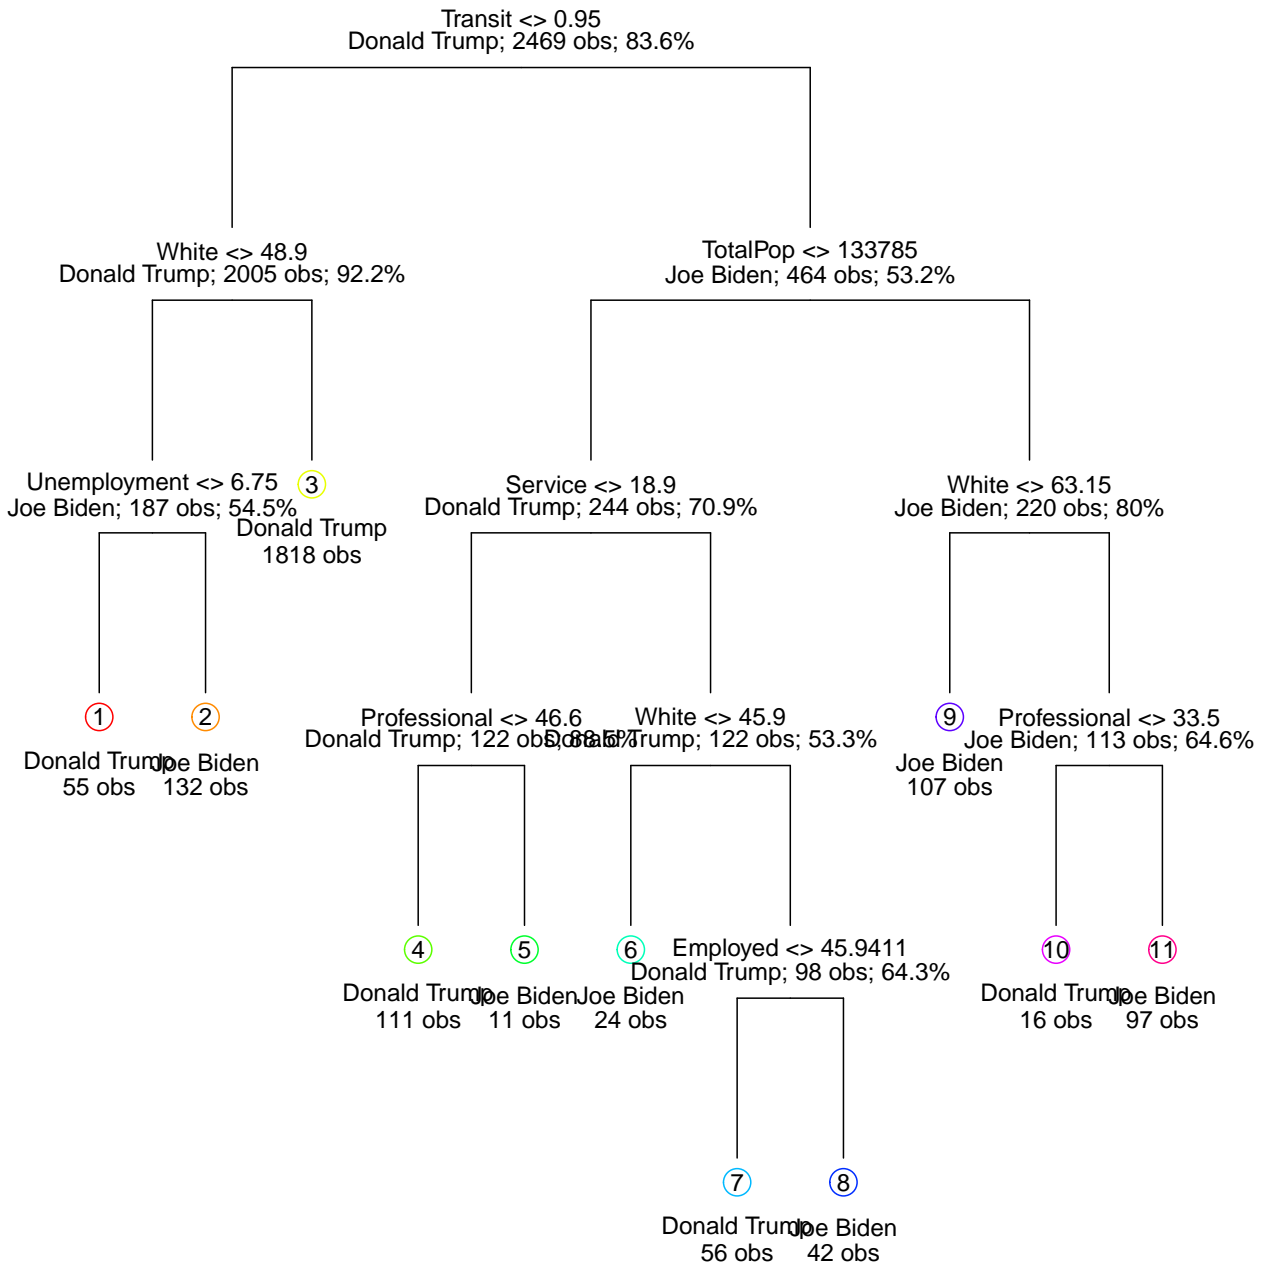 Transit <> 0.95
Donald Trump; 2469 obs; 83.6%
White <> 48.9
Donald Trump; 2005 obs; 92.2%
TotalPop <> 133785
Joe Biden; 464 obs; 53.2%
Unemployment <> 6.75
Joe Biden; 187 obs; 54.5%
3
Donald Trump
1818 obs
Service <> 18.9
Donald Trump; 244 obs; 70.9%
White <> 63.15
Joe Biden; 220 obs; 80%
1
Donald Trump
55 obs
2
Joe Biden
132 obs
Professional <> 46.6
Donald Trump; 122 obs; 88.5%
White <> 45.9
Donald Trump; 122 obs; 53.3%
9
Joe Biden
107 obs
Professional <> 33.5
Joe Biden; 113 obs; 64.6%
4
Donald Trump
111 obs
5
Joe Biden
11 obs
6
Joe Biden
24 obs
Employed <> 45.9411
Donald Trump; 98 obs; 64.3%
10
Donald Trump
16 obs
11
Joe Biden
97 obs
7
Donald Trump
56 obs
8
Joe Biden
42 obs